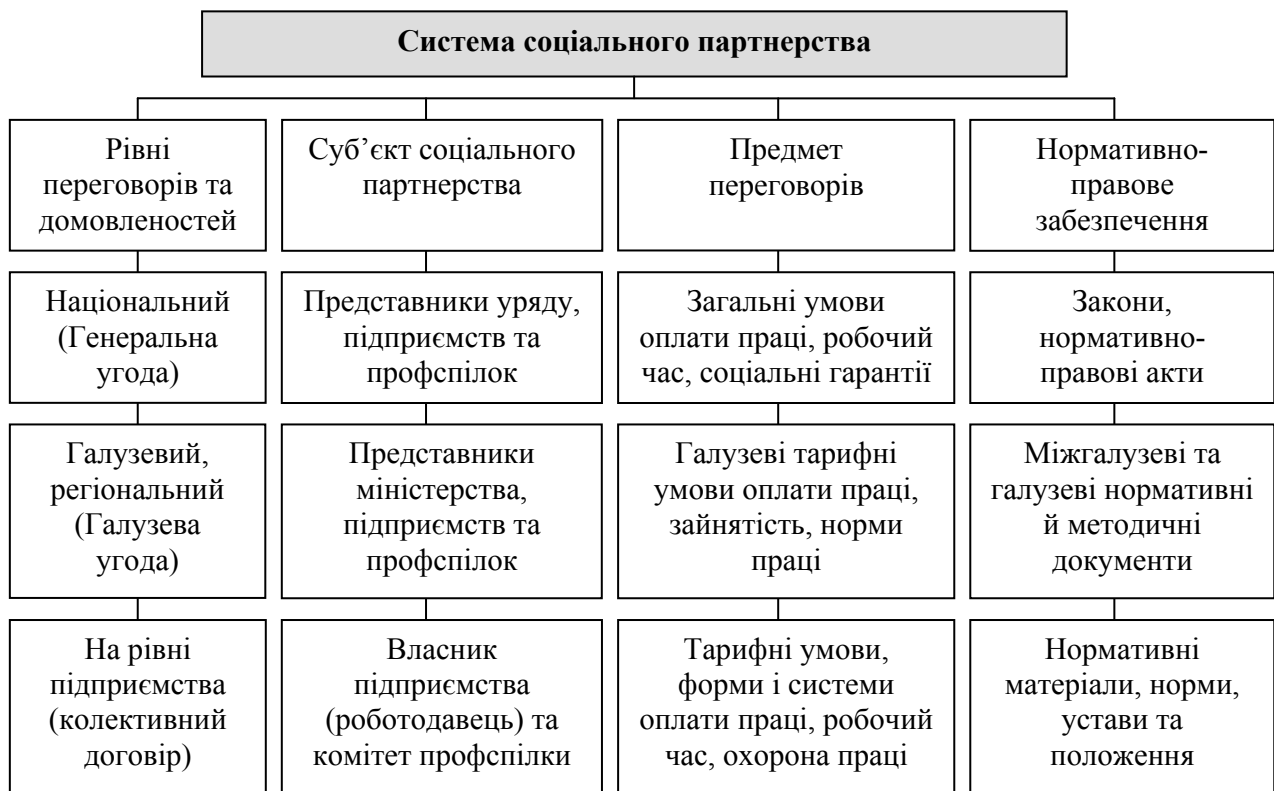 Система соціального партнерства
Рівні
переговорів та
домовленостей
Суб’єкт соціального
партнерства
Предмет
переговорів
Нормативно-
правове
забезпечення
Національний
(Генеральна
угода)
Представники уряду,
підприємств та
профспілок
Загальні умови
оплати праці, робочий
час, соціальні гарантії
Закони,
нормативно-
правові акти
Галузевий,
регіональний
(Галузева
угода)
Представники
міністерства,
підприємств та
профспілок
Галузеві тарифні
умови оплати праці,
зайнятість, норми
праці
Міжгалузеві та
галузеві нормативні
й методичні
документи
На рівні
підприємства
(колективний
договір)
Власник
підприємства
(роботодавець) та
комітет профспілки
Тарифні умови,
форми і системи
оплати праці, робочий
час, охорона праці
Нормативні
матеріали, норми,
устави та
положення